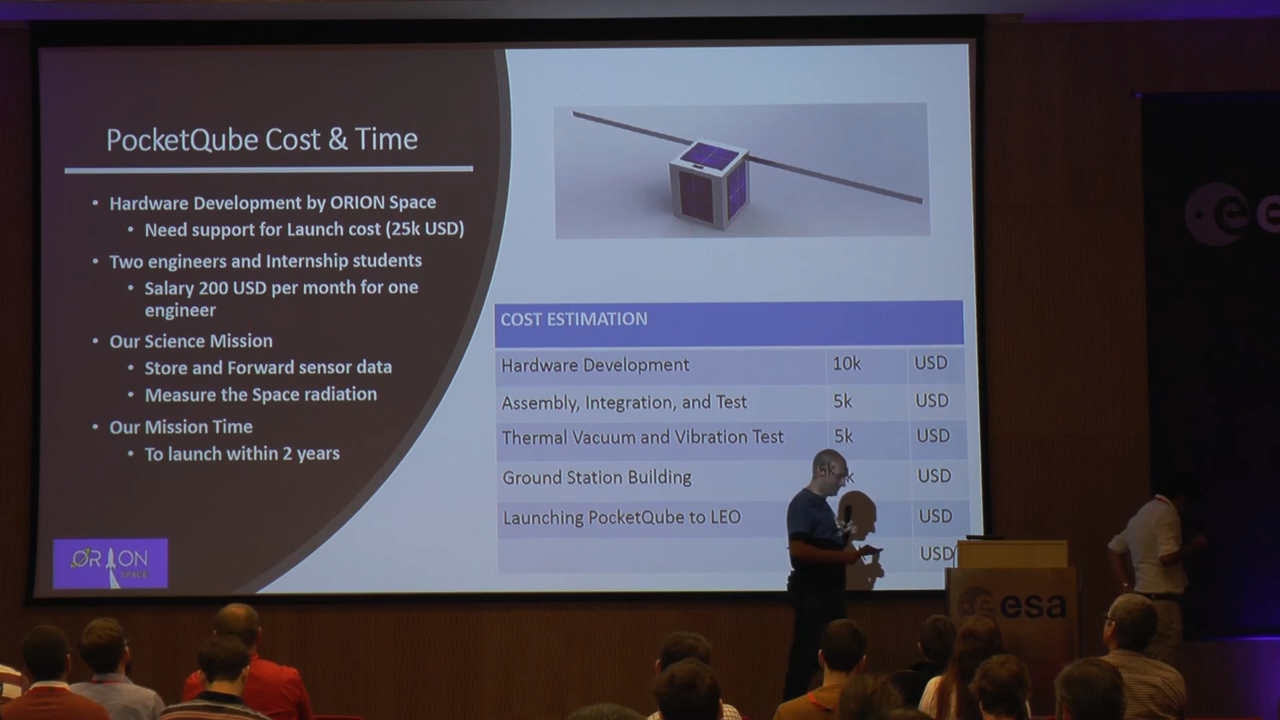 PocketQube Cost & Time
• Hardware Development by ORION Space
• Need support for Launch cost (25k USD)
• Two engineers and Internship students
• Salary 200 USD per month for one
engineer
• Our Science Mission
• Store and Forward sensor data
• Measure the Space radiation
• Our Mission Time
• To launch within 2 years
ORION
SPACE
COST ESTIMATION
Hardware Development 10k USD
Assembly, Integration, and Test 5k USD
Thermal Vacuum and Vibration Test 5k USD
Ground Station Building 5k USD
Launching PocketQube to LEO USD
USD
esa
e